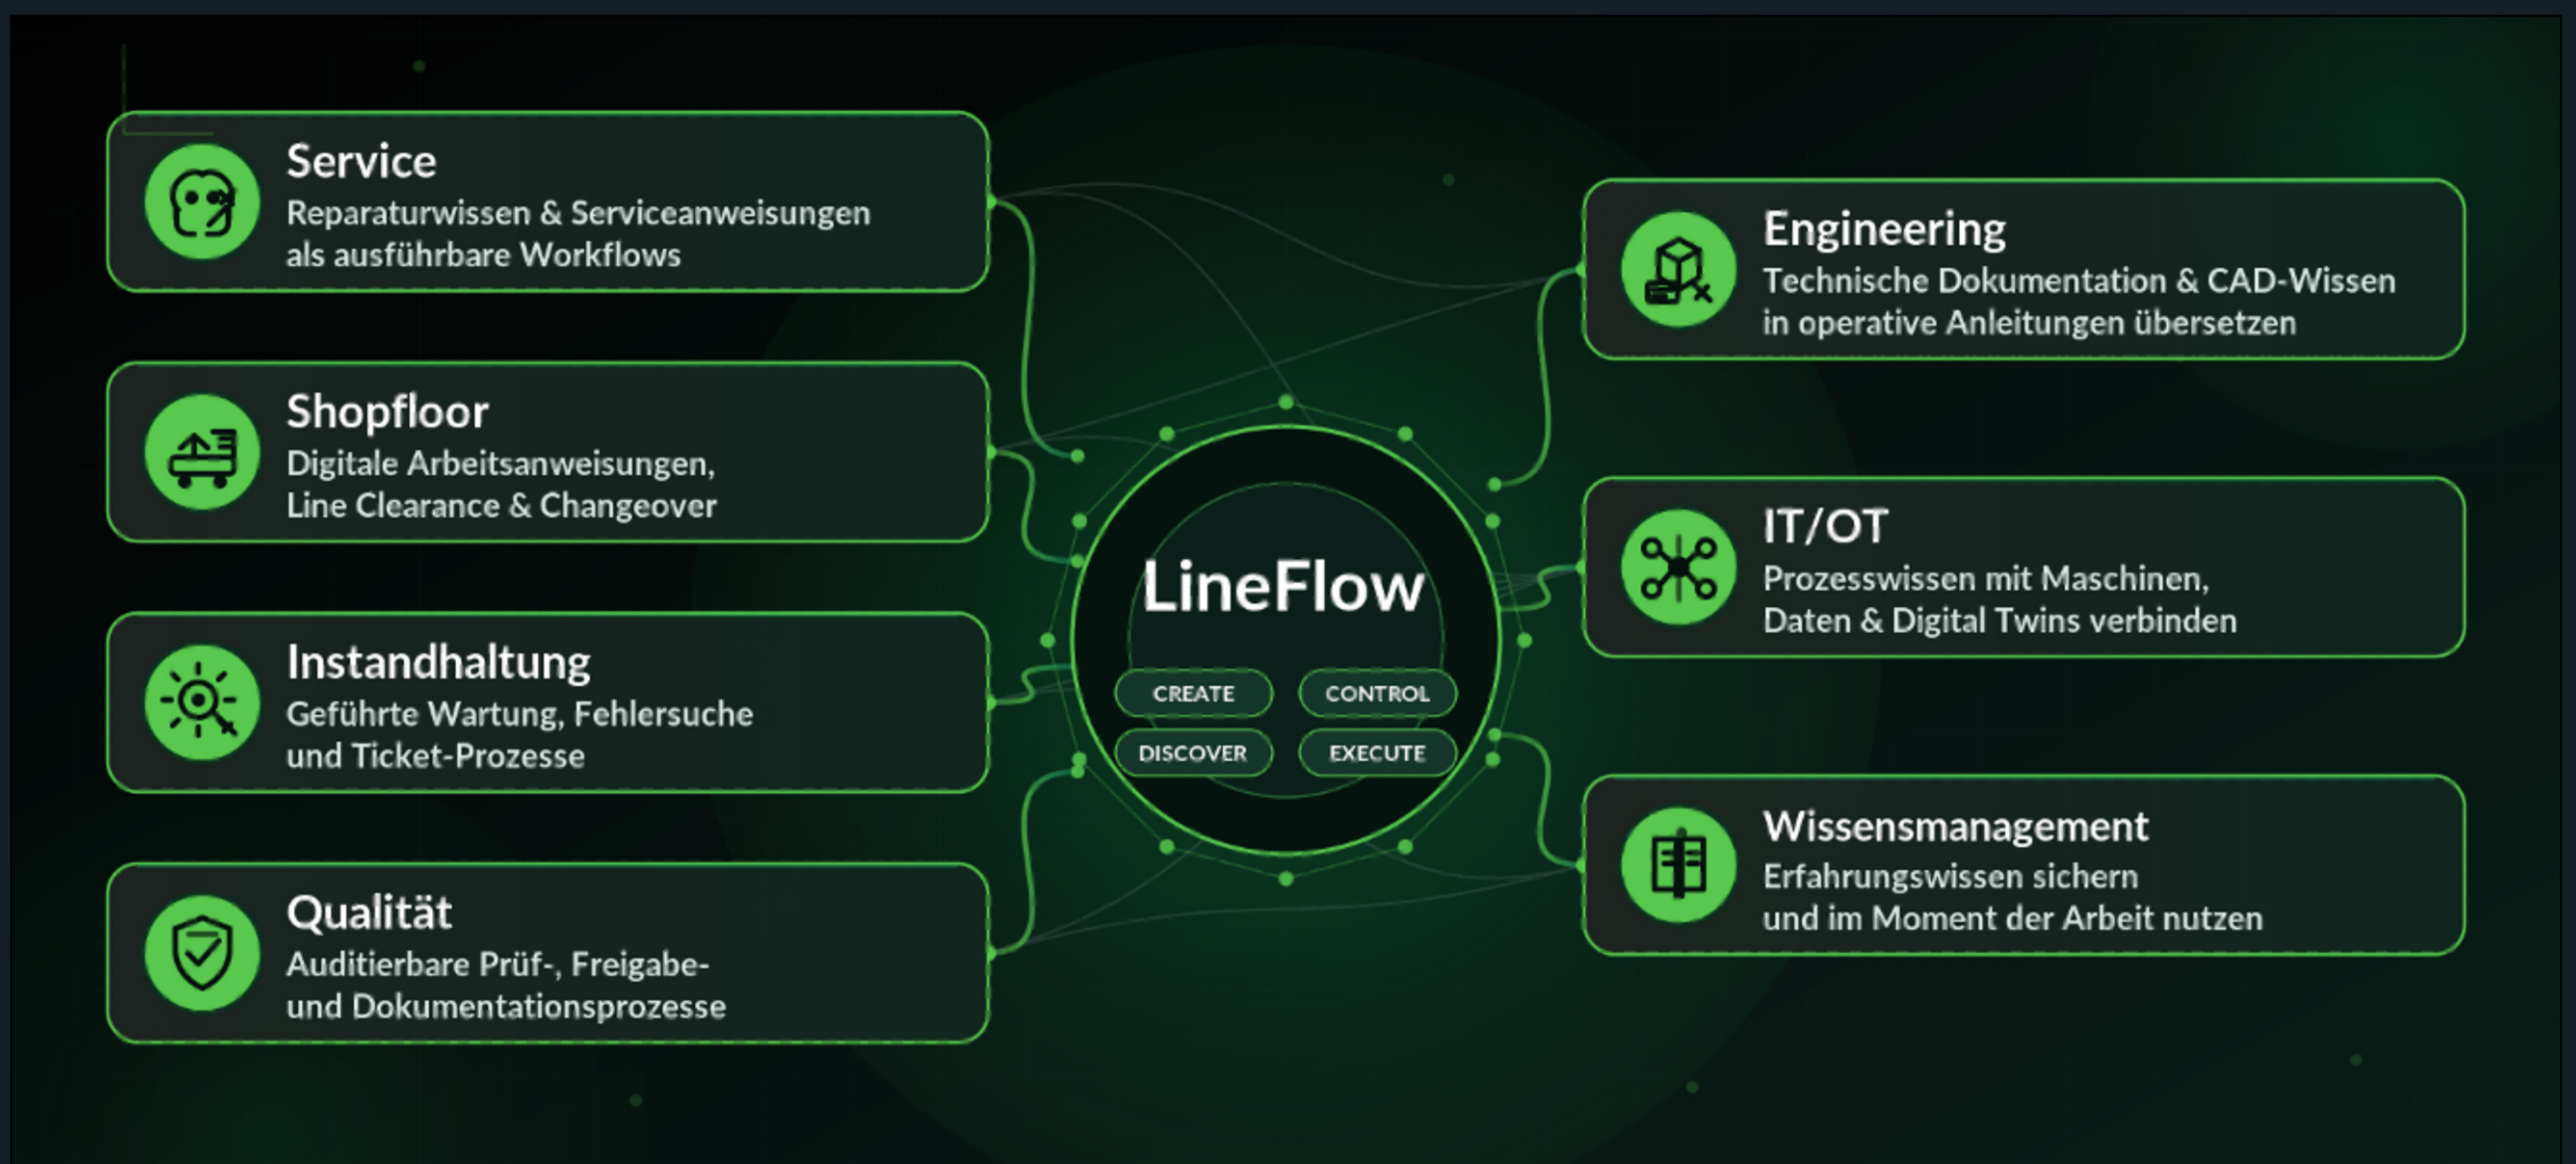 Service
Reparaturwissen & Serviceanweisungen
als ausführbare Workflows
Shopfloor
Digitale Arbeitsanweisungen,
Line Clearance & Changeover
Instandhaltung
Geführte Wartung, Fehlersuche
und Ticket-Prozesse
Qualität
Auditierbare Prüf-, Freigabe-
und Dokumentationsprozesse
LineFlow
CREATE
CONTROL
DISCOVER
EXECUTE
Engineering
Technische Dokumentation & CAD-Wissen
in operative Anleitungen übersetzen
IT/OT
Prozesswissen mit Maschinen,
Daten & Digital Twins verbinden
Wissensmanagement
Erfahrungswissen sichern
und im Moment der Arbeit nutzen